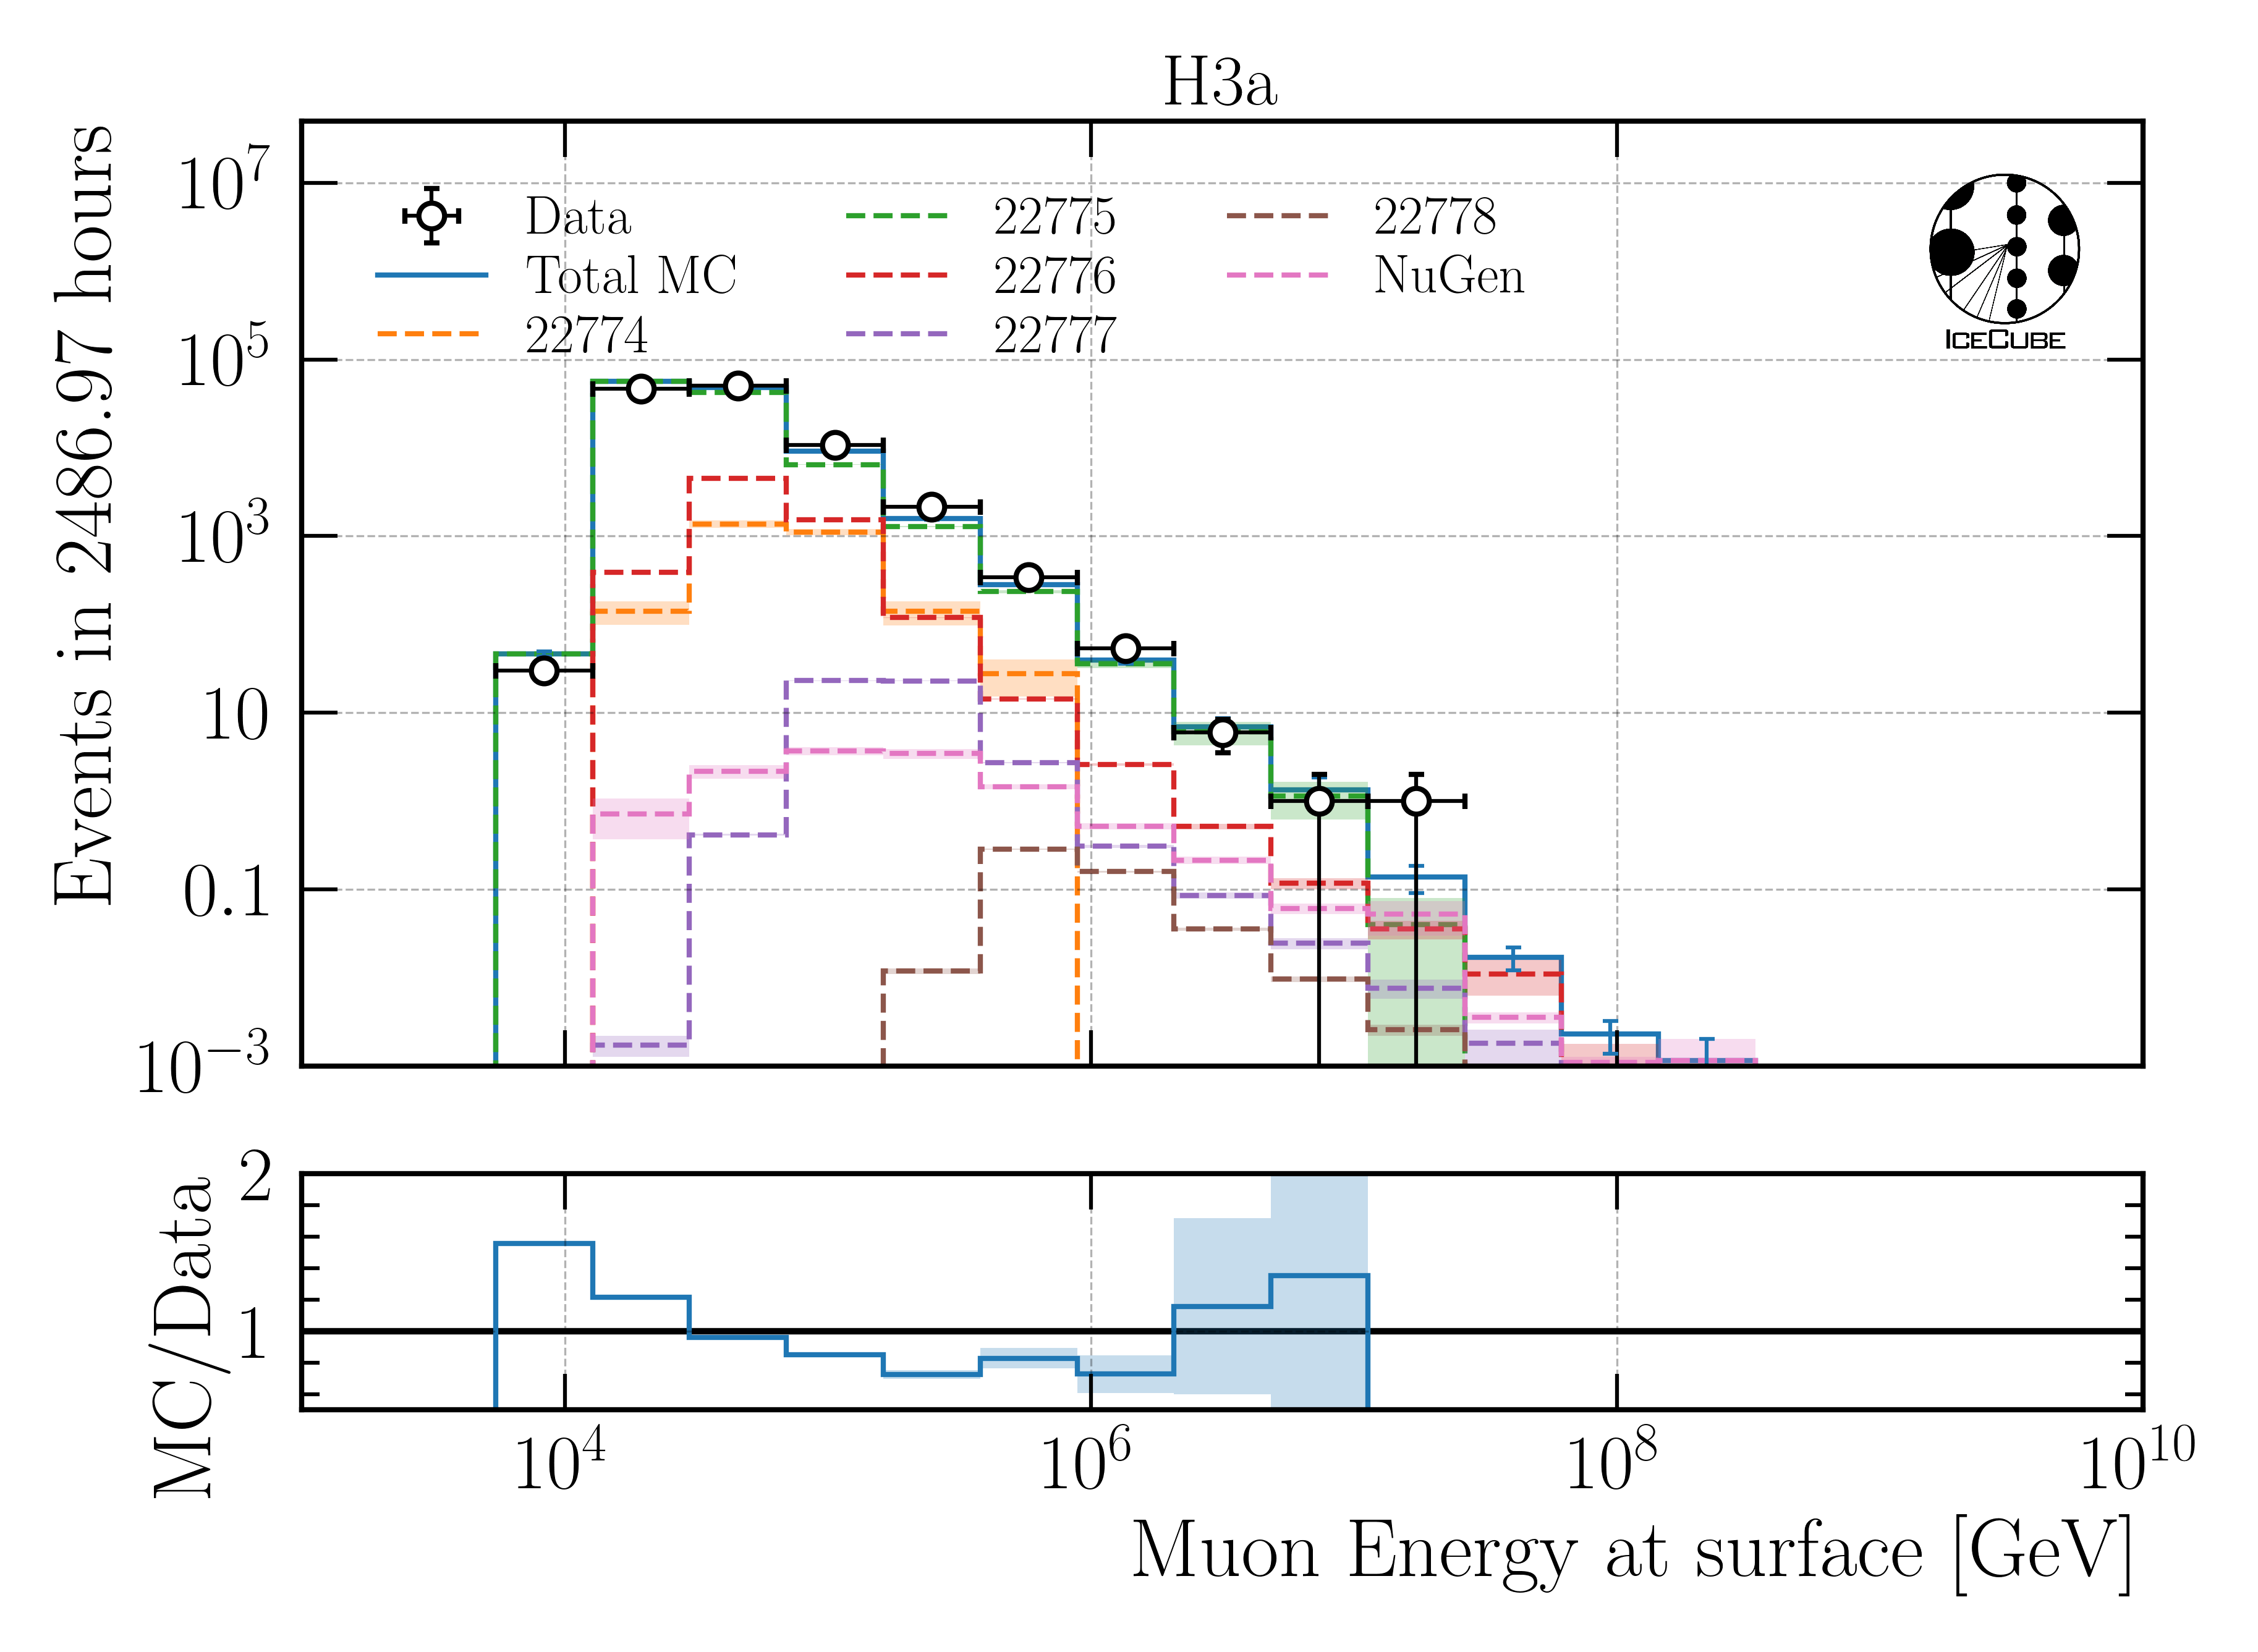 H3a
Events in 2486.97 hours
10^7
10^5
10^3
10
0.1
10^−3
Data
Total MC
22774
22775
22776
22777
22778
NuGen
ICECUBE
MC/Data
2
1
10^4
10^6
10^8
10^10
Muon Energy at surface [GeV]